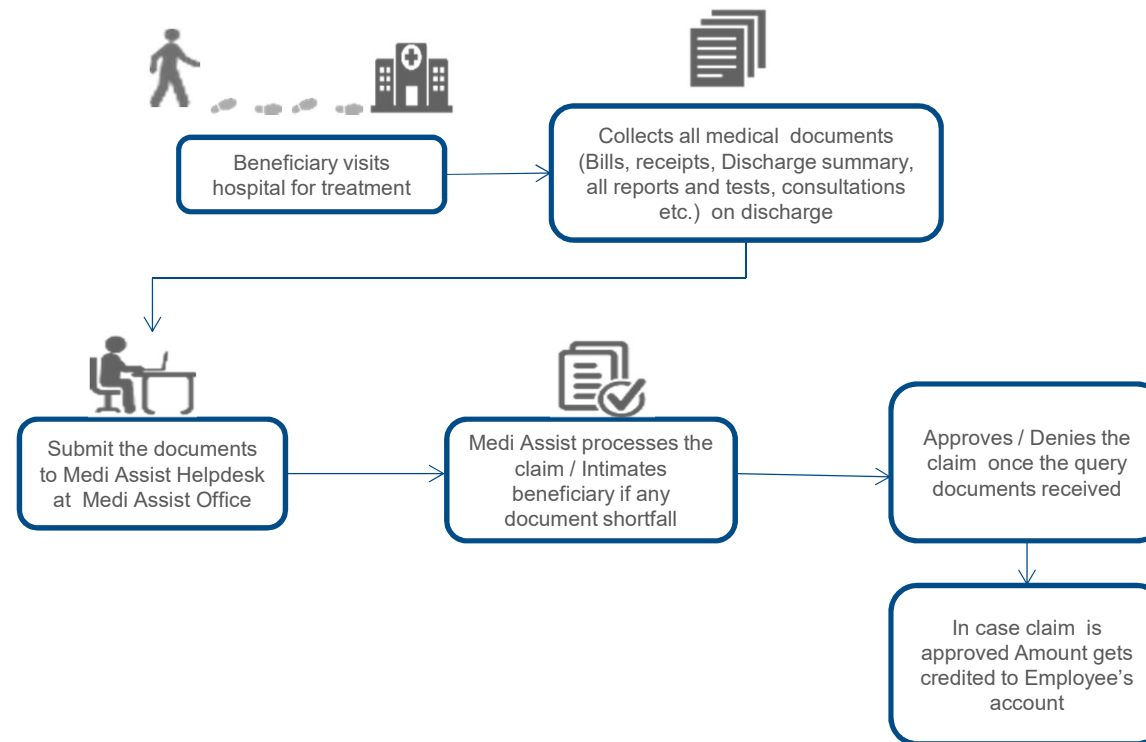 Beneficiary visits
hospital for treatment
Collects all medical documents
(Bills, receipts, Discharge summary,
all reports and tests, consultations
etc.) on discharge
Submit the documents
to Medi Assist Helpdesk
at Medi Assist Office
Medi Assist processes the
claim / Intimates
beneficiary if any
document shortfall
Approves / Denies the
claim once the query
documents received
In case claim is
approved Amount gets
credited to Employee’s
account